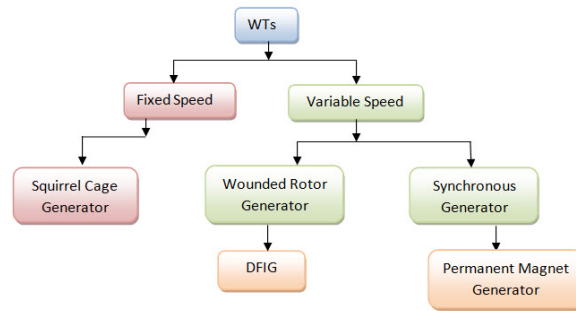 WTs
Fixed Speed
Variable Speed
Squirrel Cage
Generator
Wounded Rotor
Generator
Synchronous
Generator
DFIG
Permanent Magnet
Generator